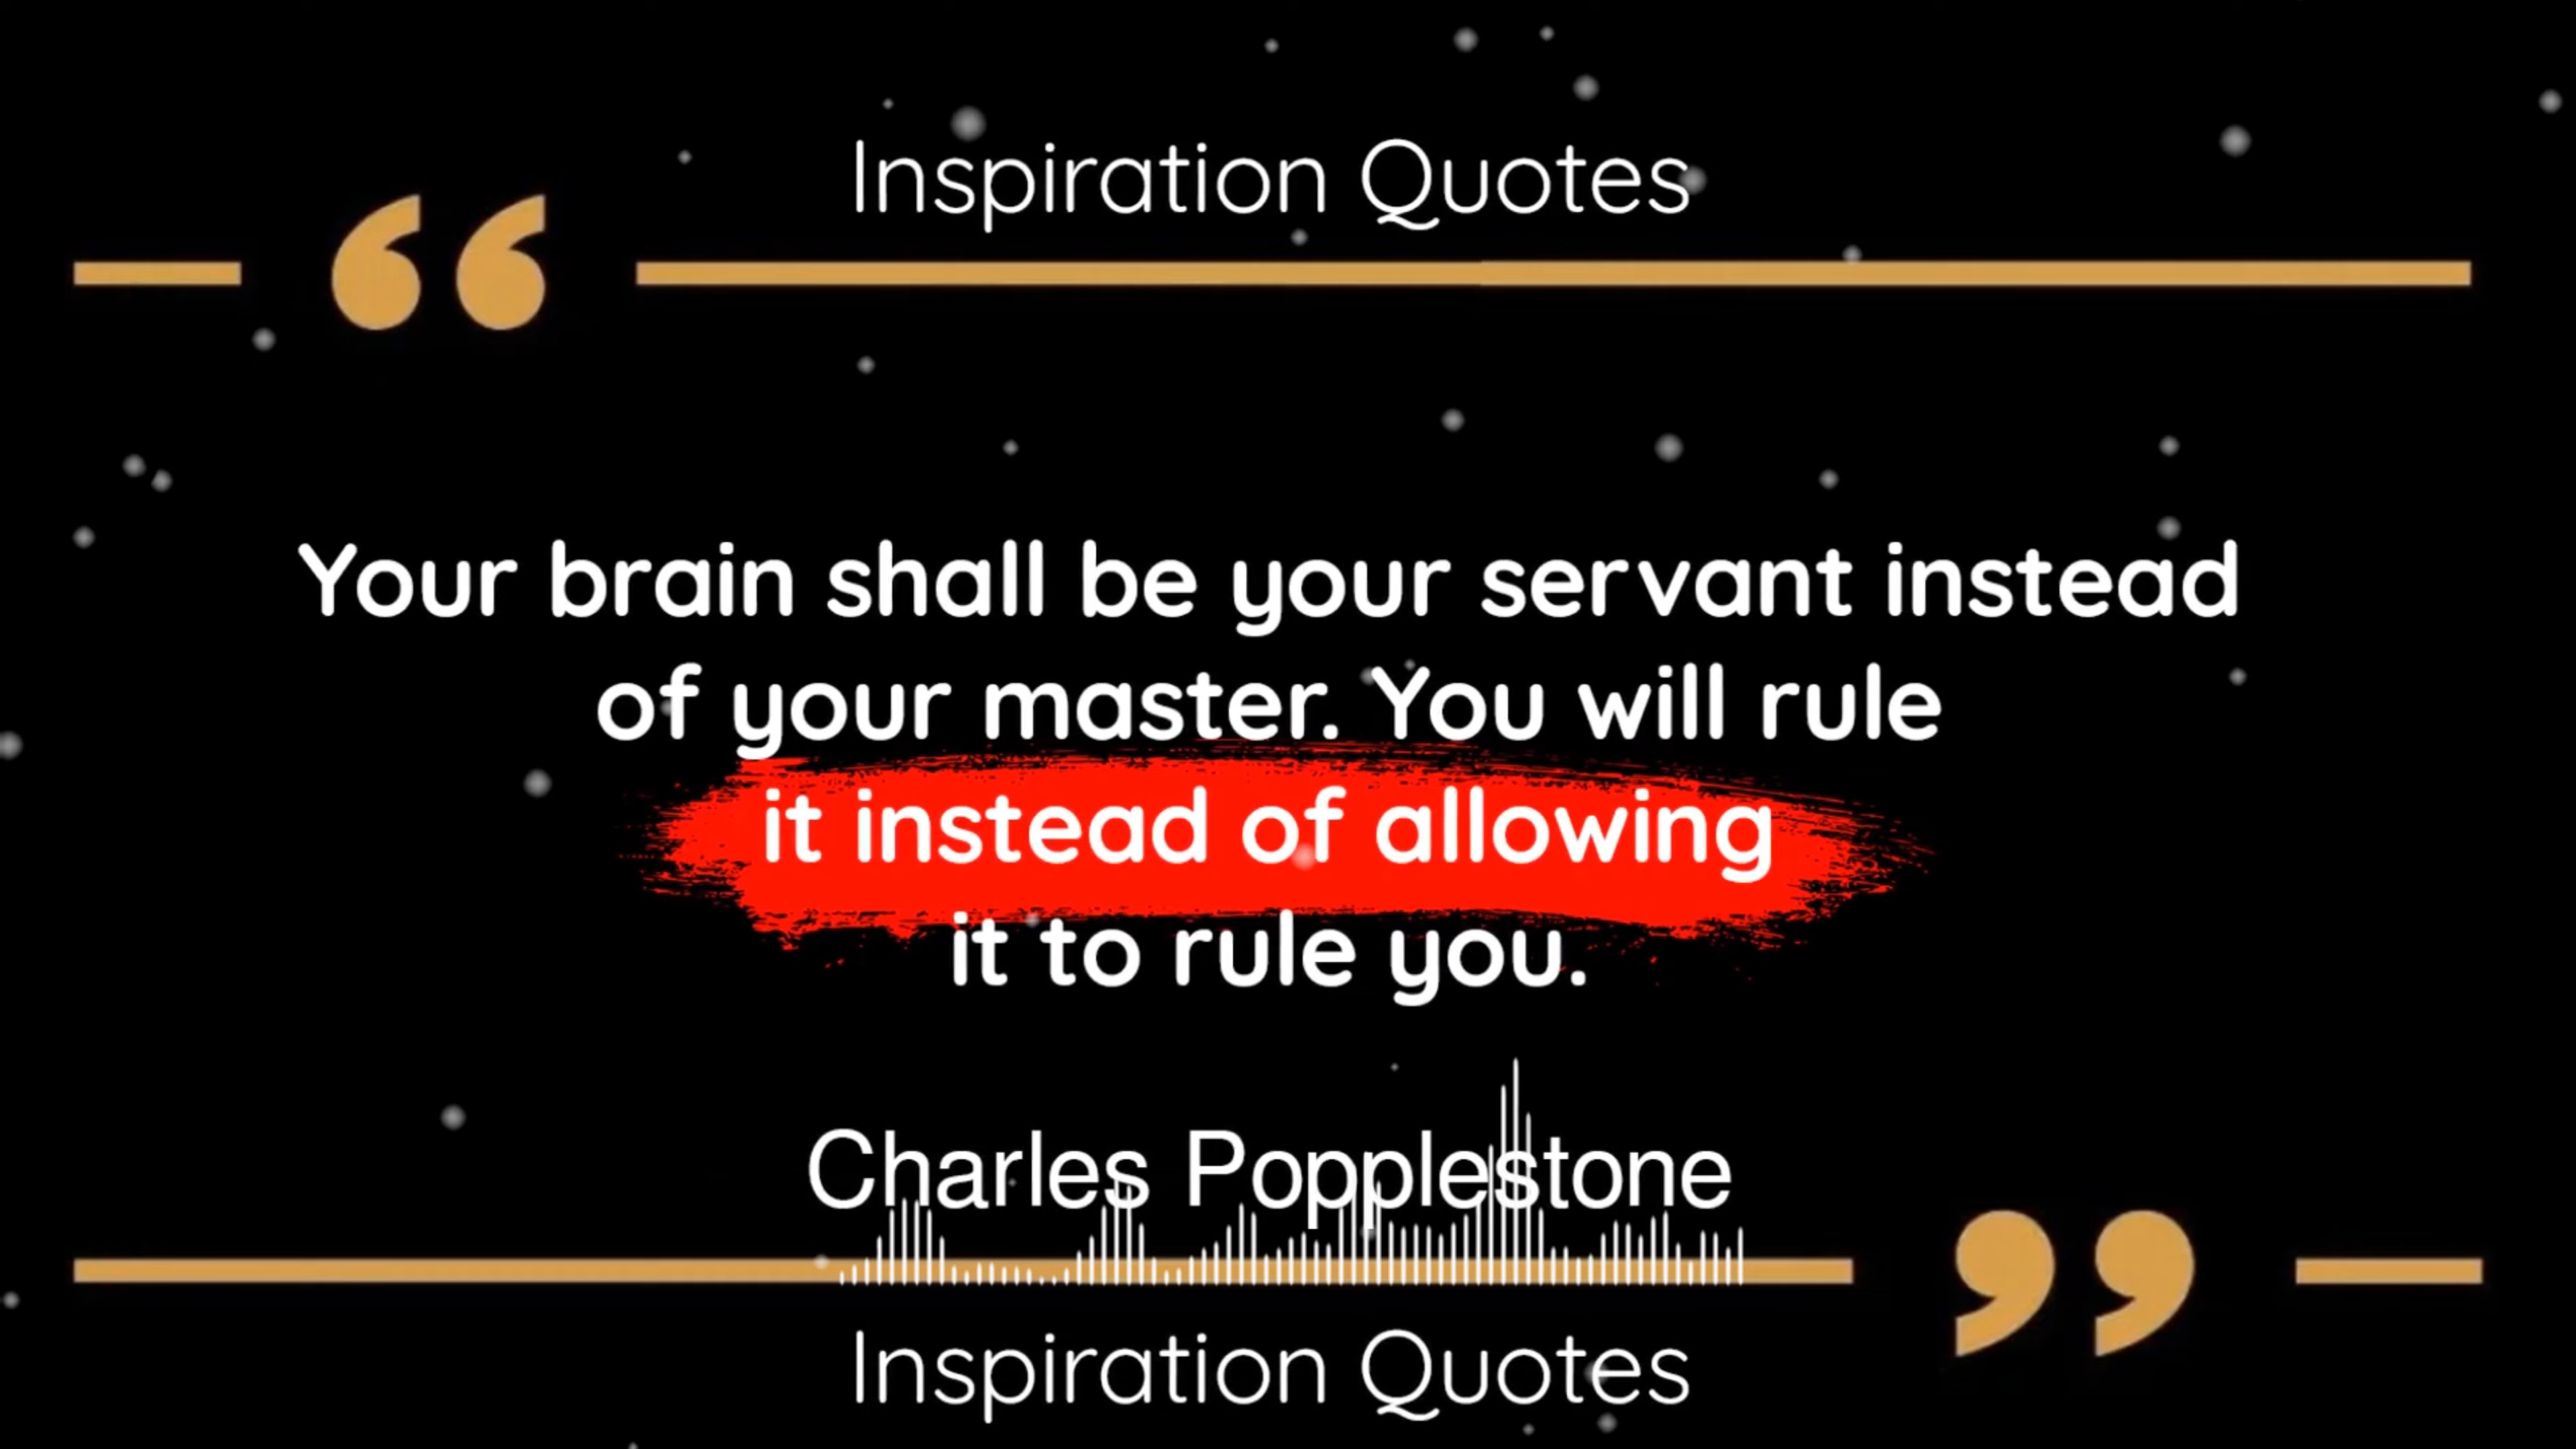 Inspiration Quotes
“
Your brain shall be your servant instead
of your master. You will rule
it instead of allowing
it to rule you.
Charles Popplestone
”
Inspiration Quotes